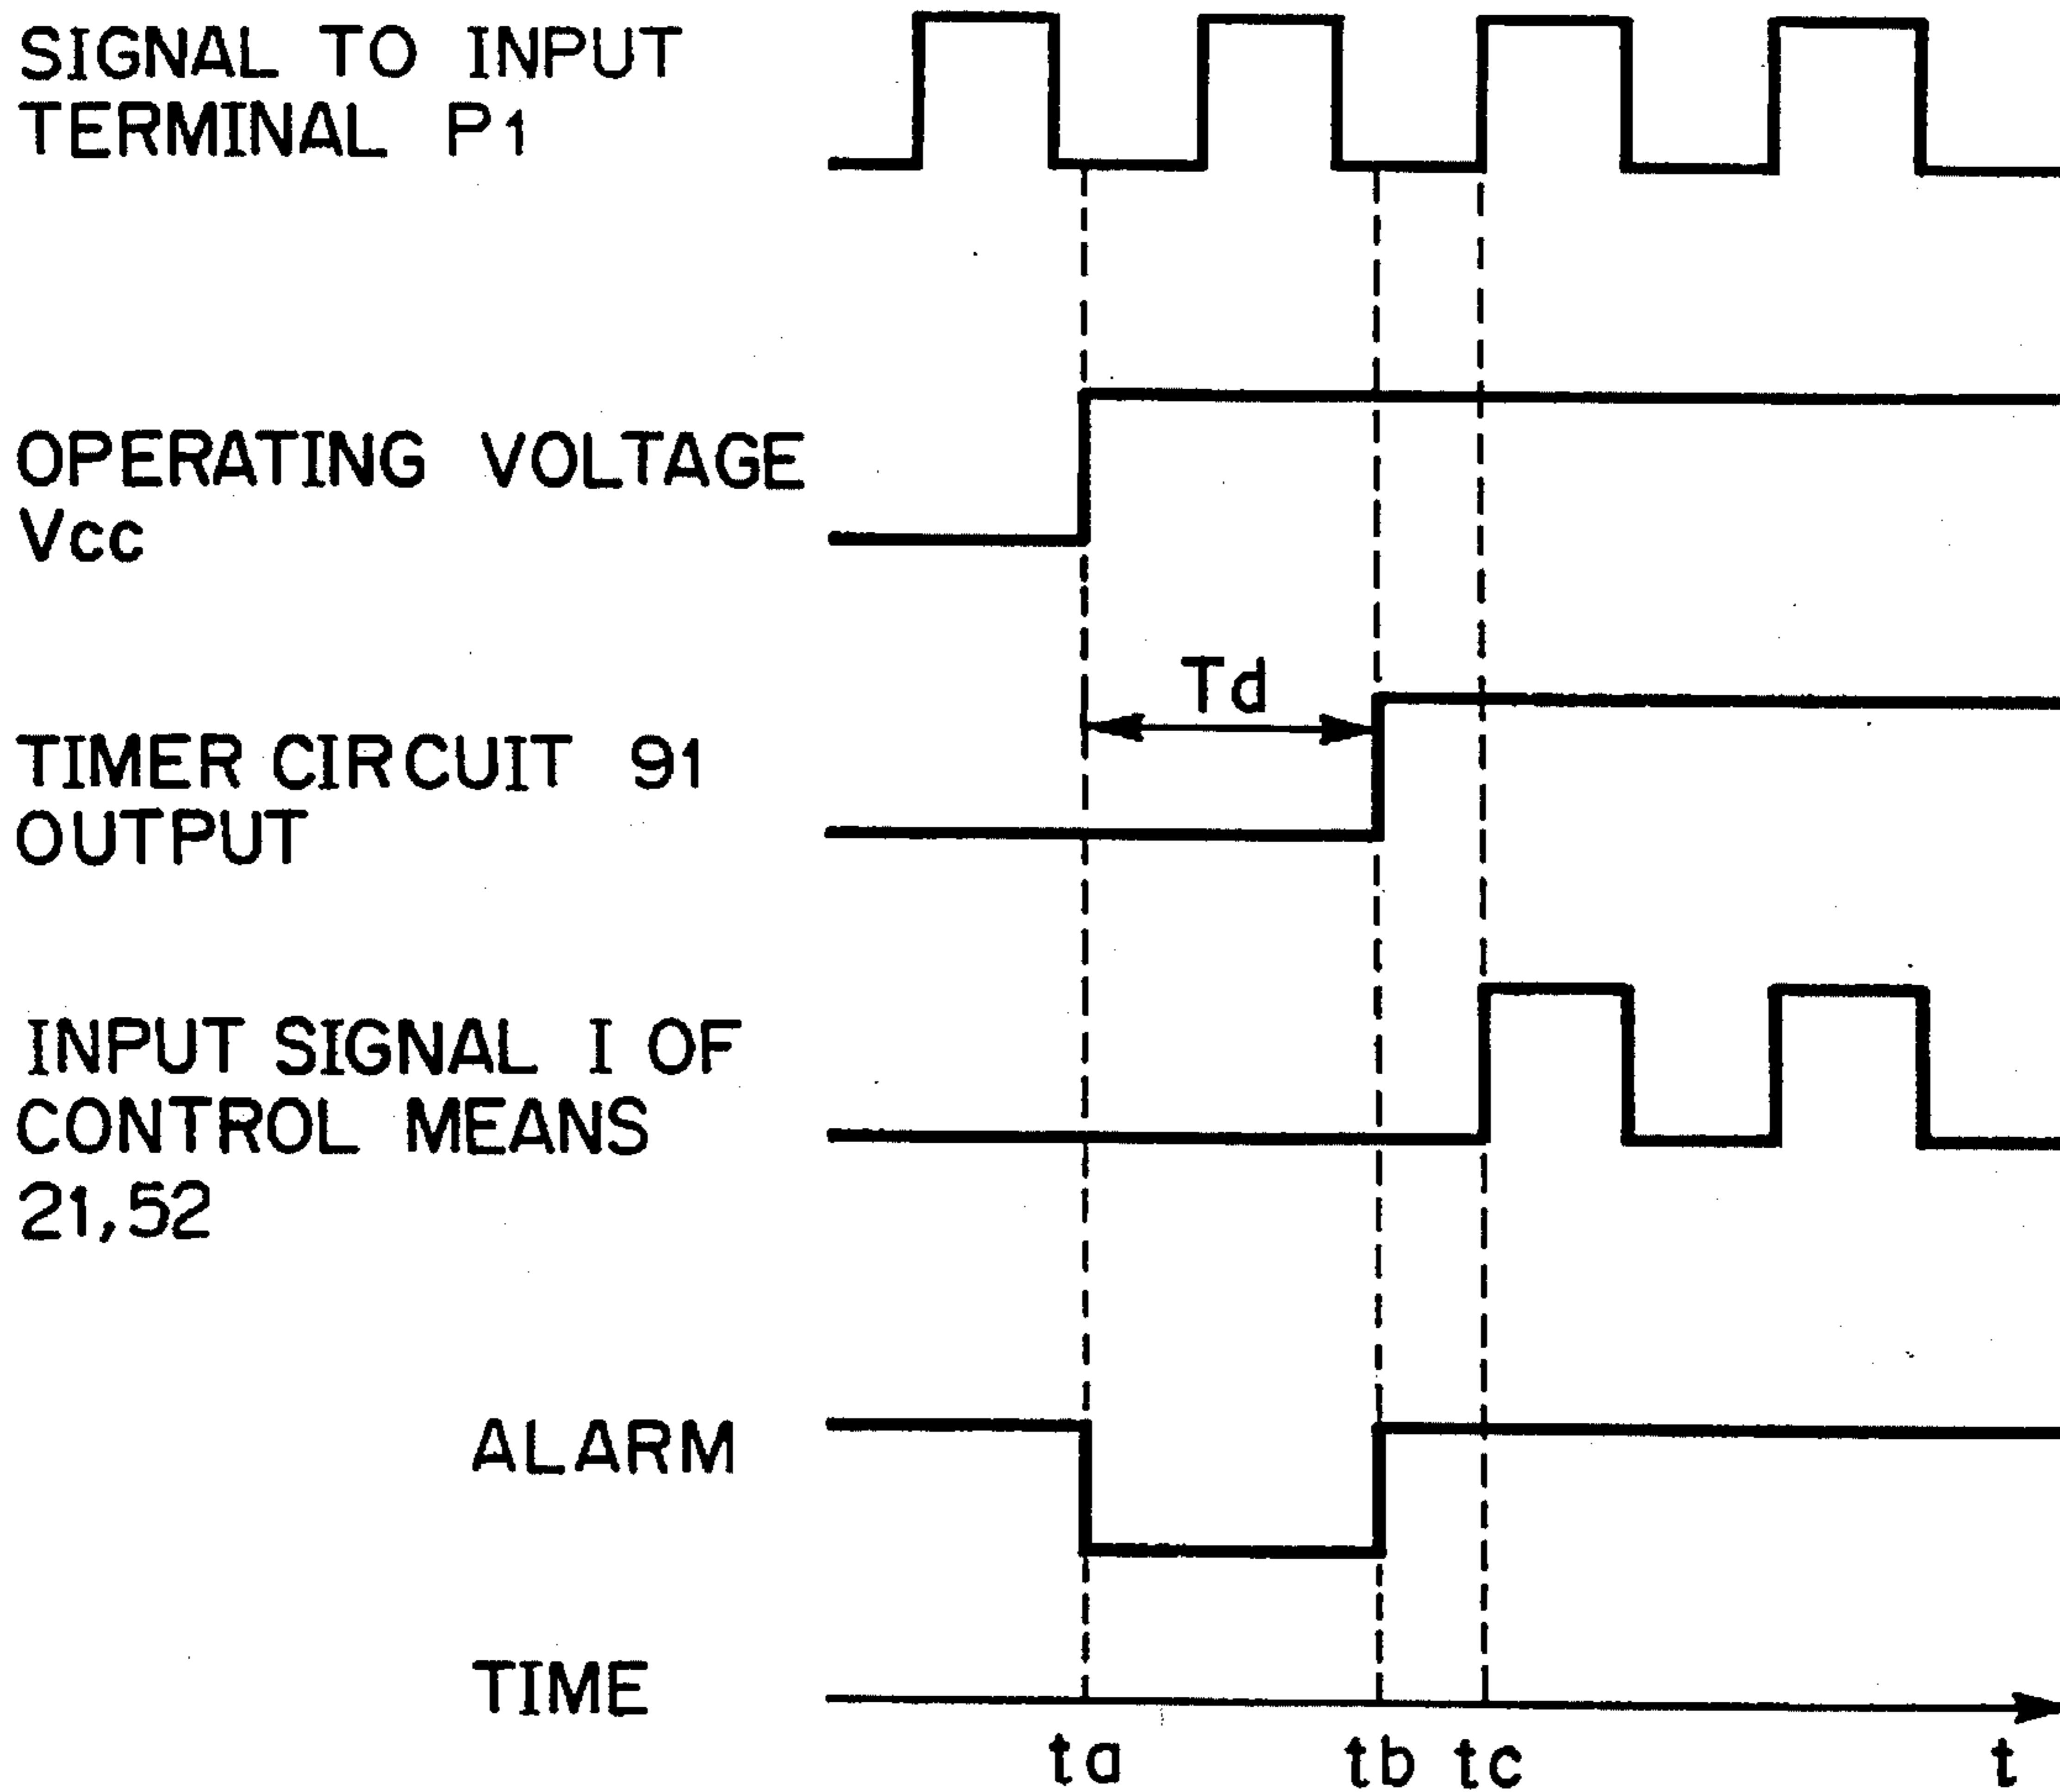 SIGNAL TO INPUT
TERMINAL P1
OPERATING VOLTAGE
Vcc
Td
TIMER CIRCUIT 91
OUTPUT
INPUT SIGNAL I OF
CONTROL MEANS
21,52
ALARM
TIME
ta tb tc t